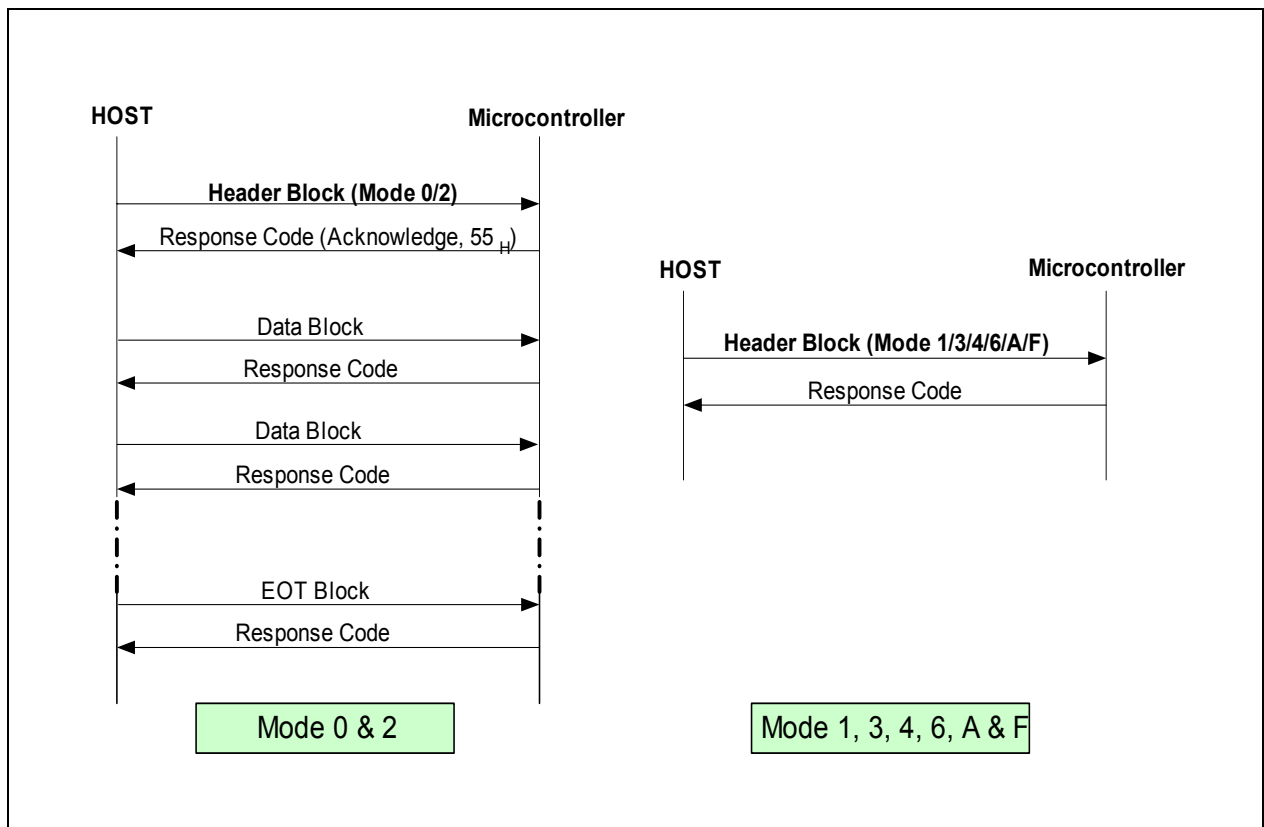 HOST
Microcontroller
Header Block (Mode 0/2)
Response Code (Acknowledge, 55 H)
Data Block
Response Code
Data Block
Response Code
EOT Block
Response Code
Mode 0 & 2
HOST
Microcontroller
Header Block (Mode 1/3/4/6/A/F)
Response Code
Mode 1, 3, 4, 6, A & F